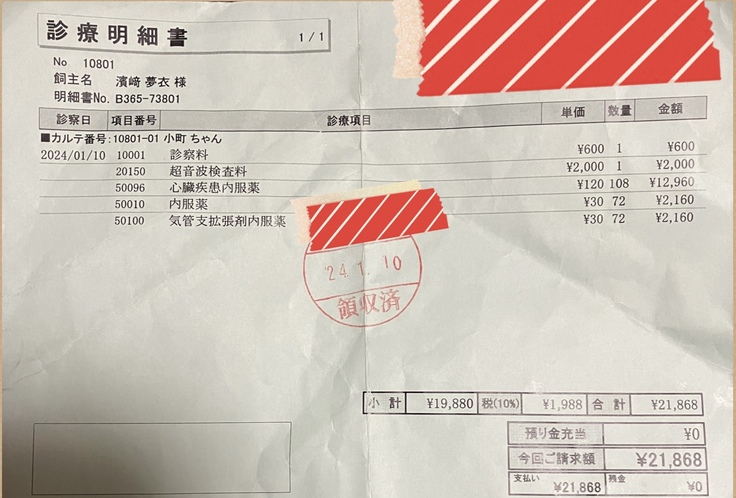 診療明細書 1/1
No 10801
飼主名 濱﨑 夢衣 様
明細書No. B365-73801
診察日 項目番号 診療項目 単価 数量 金額
■カルテ番号:10801-01 小町 ちゃん
2024/01/10 10001 診察料 ¥600 1 ¥600
20150 超音波検査料 ¥2,000 1 ¥2,000
50096 心臓疾患内服薬 ¥120 108 ¥12,960
50010 内服薬 ¥30 72 ¥2,160
50100 気管支拡張剤内服薬 ¥30 72 ¥2,160
'24.1.10
領収済
小計 ¥19,880 税(10%) ¥1,988 合計 ¥21,868
預り金充当 ¥0
今回ご請求額 ¥21,868
支払い ¥21,868 残金 ¥0